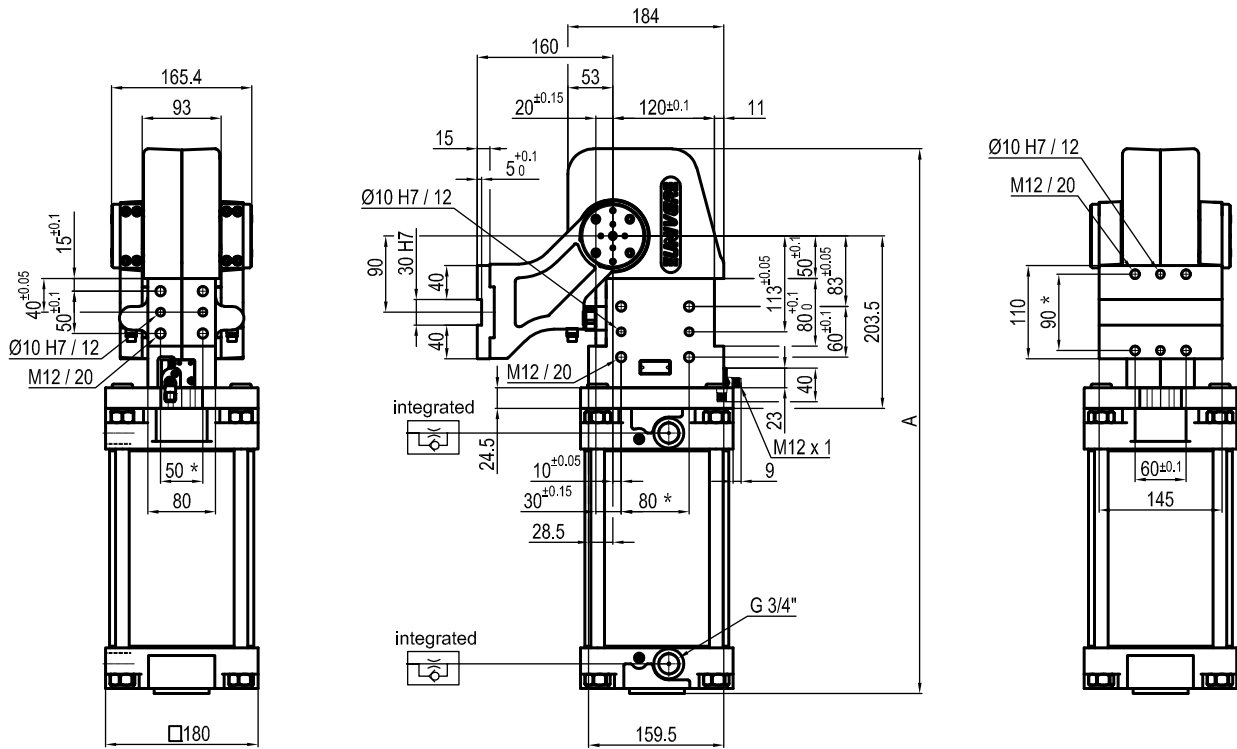 165.4
93
15±0.1
40±0.05
50±0.1
Ø10 H7 / 12
M12 / 20
50 *
80
□180
184
160
53
20±0.15
120±0.1
11
15
5 +0.1 0
Ø10 H7 / 12
90
30 H7
40
40
UNIVER
50±0.1
83±0.05
113±0.05
80 +0.1 0
60±0.1
203.5
A
M12 / 20
integrated
24.5
40
23
M12 x 1
9
10±0.05
30±0.15
80 *
28.5
G 3/4"
integrated
159.5
Ø10 H7 / 12
M12 / 20
110
90 *
60±0.1
145